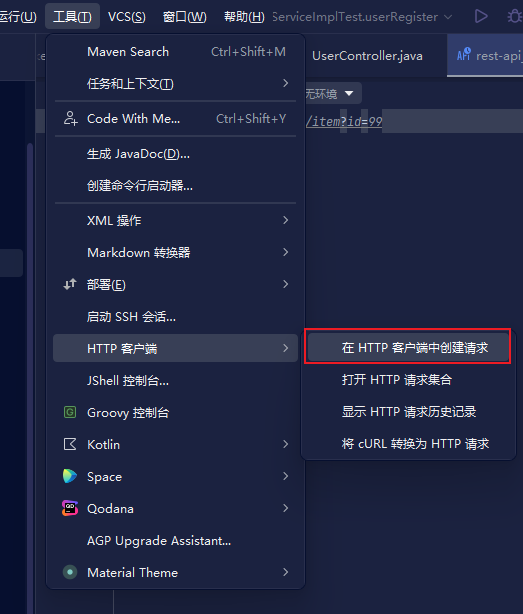 运行(U) 工具(T) VCS(S) 窗口(W) 帮助(H) ServiceImplTest.userRegister
UserController.java rest-api
API
无环境
/item?id=99
Maven Search Ctrl+Shift+M
任务和上下文(T)
Code With Me... Ctrl+Shift+Y
生成 JavaDoc(D)...
创建命令行启动器...
XML 操作
Markdown 转换器
部署(E)
启动 SSH 会话...
HTTP 客户端
在 HTTP 客户端中创建请求
打开 HTTP 请求集合
显示 HTTP 请求历史记录
将 cURL 转换为 HTTP 请求
JShell 控制台...
Groovy 控制台
Kotlin
Space
Qodana
AGP Upgrade Assistant...
Material Theme